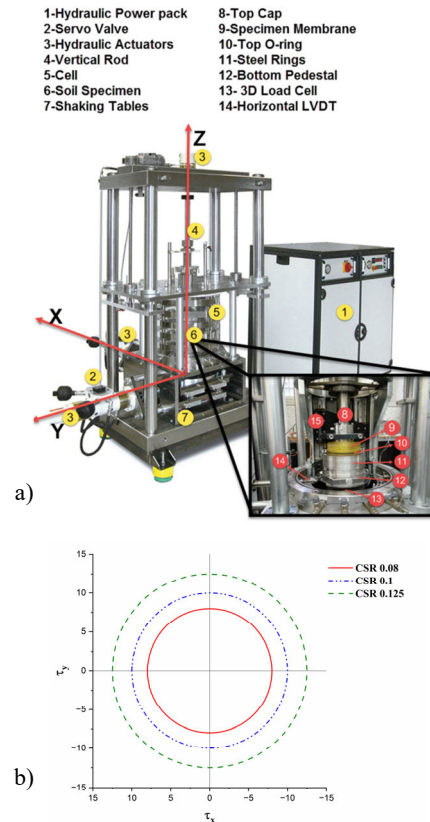 1-Hydraulic Power pack 8-Top Cap
2-Servo Valve 9-Specimen Membrane
3-Hydraulic Actuators 10-Top O-ring
4-Vertical Rod 11-Steel Rings
5-Cell 12-Bottom Pedestal
6-Soil Specimen 13- 3D Load Cell
7-Shaking Tables 14-Horizontal LVDT
Z
3
4
X
5
1
3
6
2
3
Y
7
8
15
9
10
14
11
12
13
a)
CSR 0.08
CSR 0.1
CSR 0.125
15
10
5
0
−5
−10
−15
τy
15 10 5 0 −5 −10 −15
τx
b)